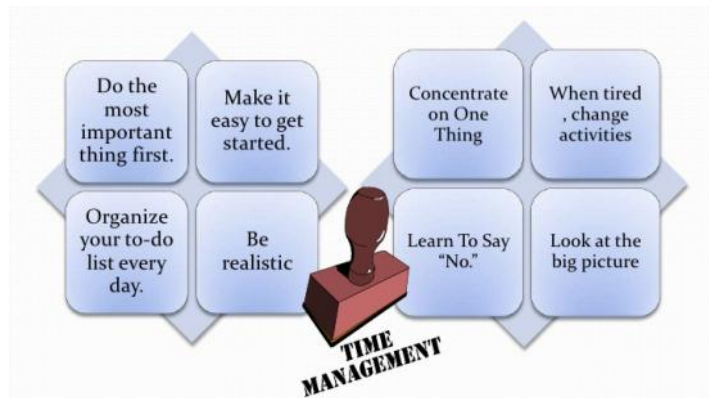 Do the
most
important
thing first.
Make it
easy to get
started.
Organize
your to-do
list every
day.
Be
realistic
Concentrate
on One
Thing
When tired
, change
activities
Learn To Say
“No.”
Look at the
big picture
TIME
MANAGEMENT